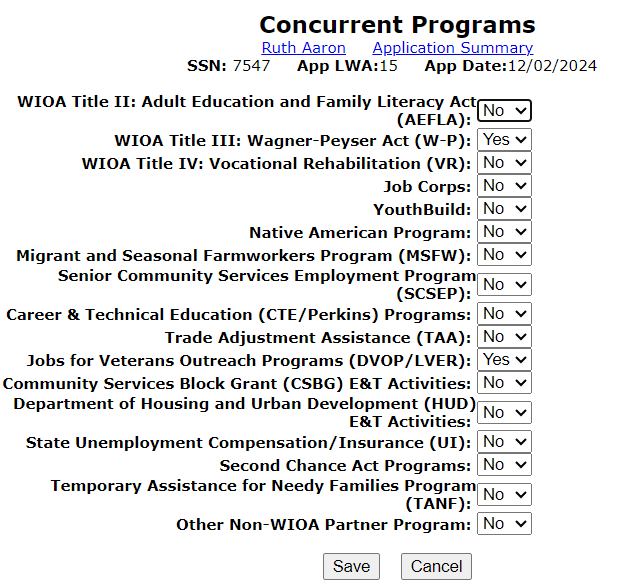 Concurrent Programs
Ruth Aaron Application Summary
SSN: 7547 App LWA:15 App Date:12/02/2024
WIOA Title II: Adult Education and Family Literacy Act
(AEFLA): No
WIOA Title III: Wagner-Peyser Act (W-P): Yes
WIOA Title IV: Vocational Rehabilitation (VR): No
Job Corps: No
YouthBuild: No
Native American Program: No
Migrant and Seasonal Farmworkers Program (MSFW): No
Senior Community Services Employment Program
(SCSEP): No
Career & Technical Education (CTE/Perkins) Programs: No
Trade Adjustment Assistance (TAA): No
Jobs for Veterans Outreach Programs (DVOP/LVER): Yes
Community Services Block Grant (CSBG) E&T Activities: No
Department of Housing and Urban Development (HUD)
E&T Activities: No
State Unemployment Compensation/Insurance (UI): No
Second Chance Act Programs: No
Temporary Assistance for Needy Families Program
(TANF): No
Other Non-WIOA Partner Program: No
Save Cancel